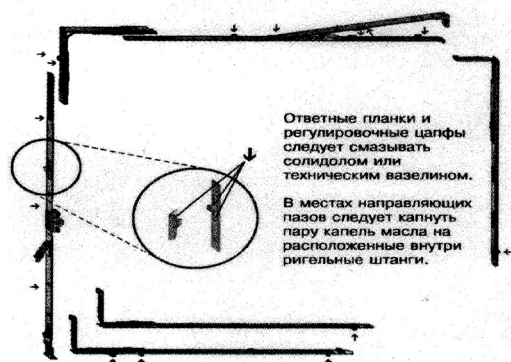 Ответные планки и
регулировочные цапфы
следует смазывать
солидолом или
техническим вазелином.
В местах направляющих
пазов следует капнуть
пару капель масла на
расположенные внутри
ригельные штанги.